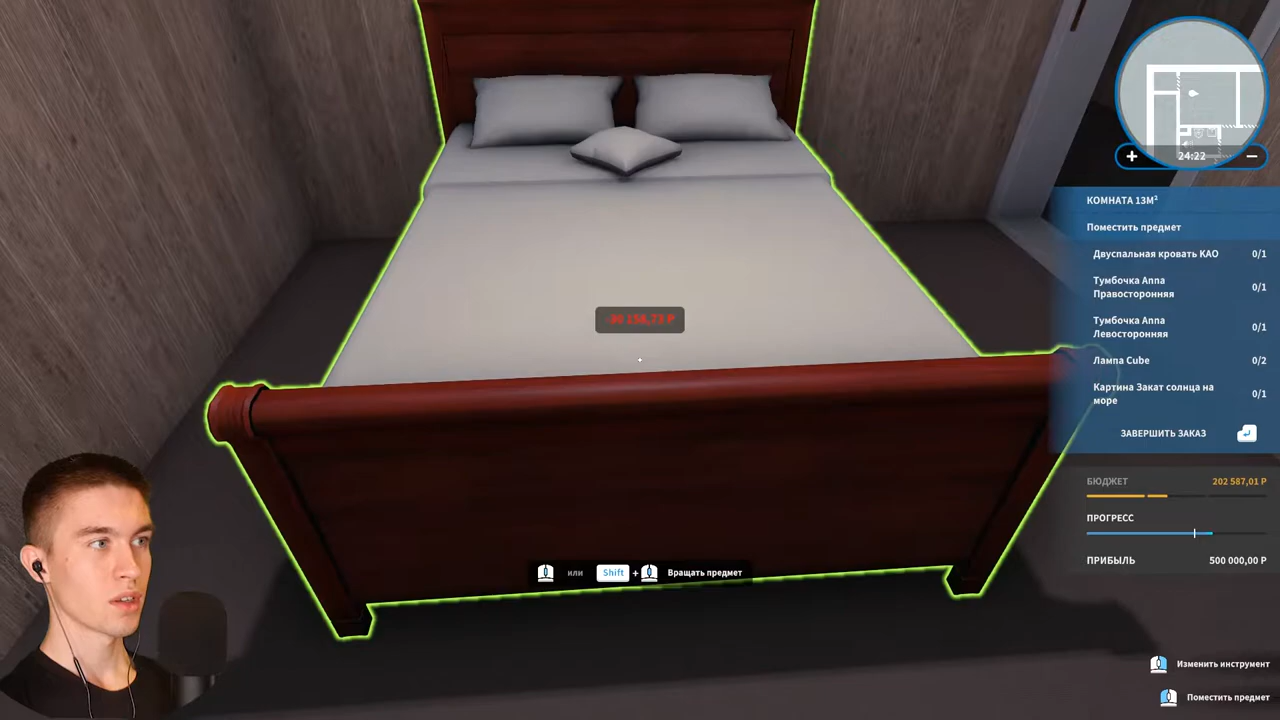 24:22
КОМНАТА 13М²
Поместить предмет
Двуспальная кровать КАО 0/1
Тумбочка Anna
Правосторонняя 0/1
Тумбочка Anna
Левосторонняя 0/1
Лампа Cube 0/2
Картина Закат солнца на
море 0/1
ЗАВЕРШИТЬ ЗАКАЗ
БЮДЖЕТ 202 587,01 Р
ПРОГРЕСС
ПРИБЫЛЬ 500 000,00 Р
или Shift + Вращать предмет
Изменить инструмент
Поместить предмет